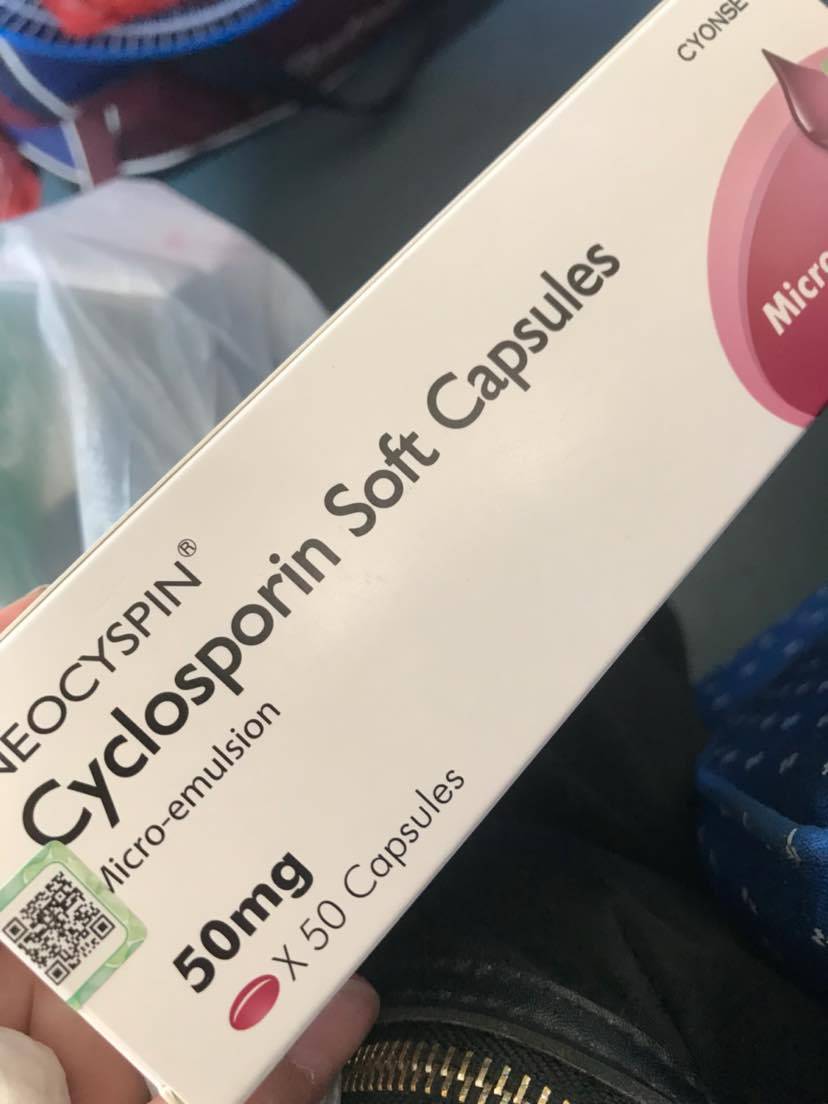 NEOCYSPIN®
Cyclosporin Soft Capsules
Micro-emulsion
50mg
X 50 Capsules
CYONSE
Micro